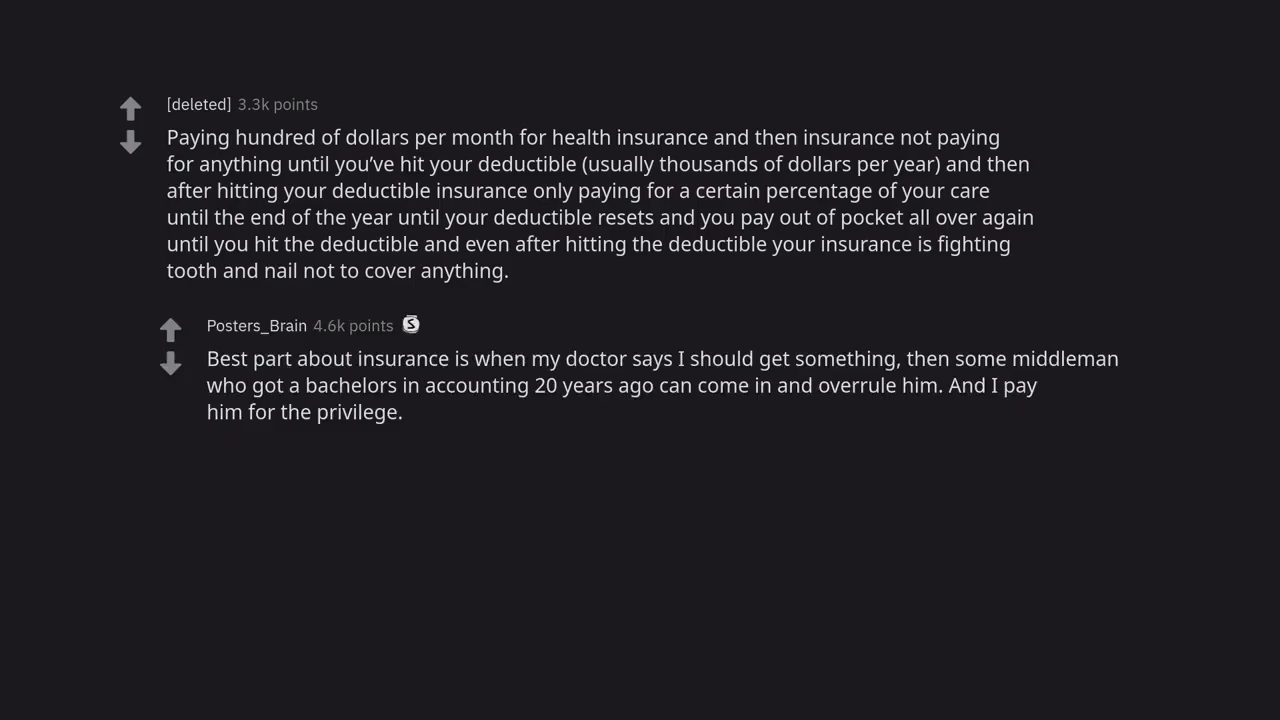 [deleted] 3.3k points
Paying hundred of dollars per month for health insurance and then insurance not paying
for anything until you’ve hit your deductible (usually thousands of dollars per year) and then
after hitting your deductible insurance only paying for a certain percentage of your care
until the end of the year until your deductible resets and you pay out of pocket all over again
until you hit the deductible and even after hitting the deductible your insurance is fighting
tooth and nail not to cover anything.
Posters_Brain 4.6k points S
Best part about insurance is when my doctor says I should get something, then some middleman
who got a bachelors in accounting 20 years ago can come in and overrule him. And I pay
him for the privilege.